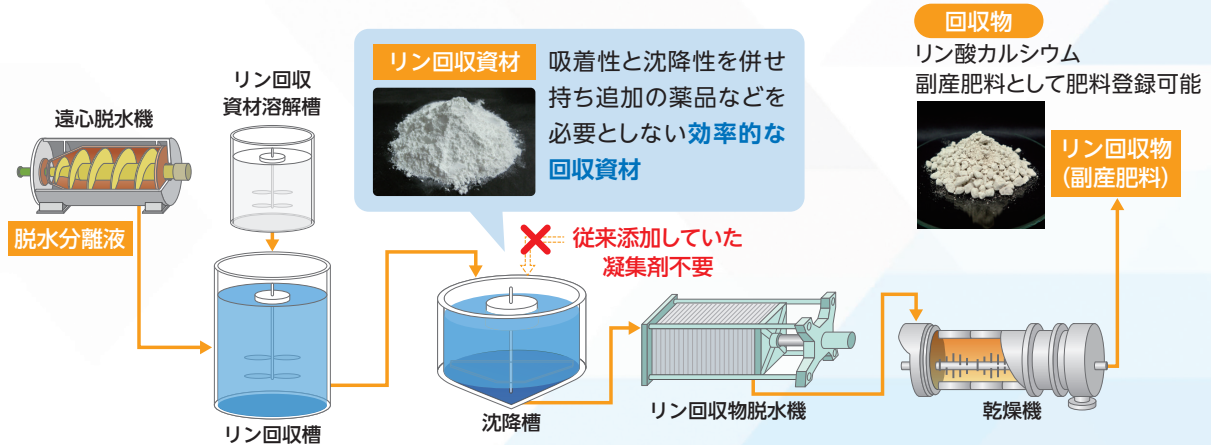 遠心脱水機
脱水分離液
リン回収
資材溶解槽
リン回収槽
リン回収資材
吸着性と沈降性を併せ
持ち追加の薬品などを
必要としない効率的な
回収資材
従来添加していた
凝集剤不要
沈降槽
リン回収物脱水機
乾燥機
回収物
リン酸カルシウム
副産肥料として肥料登録可能
リン回収物
(副産肥料)